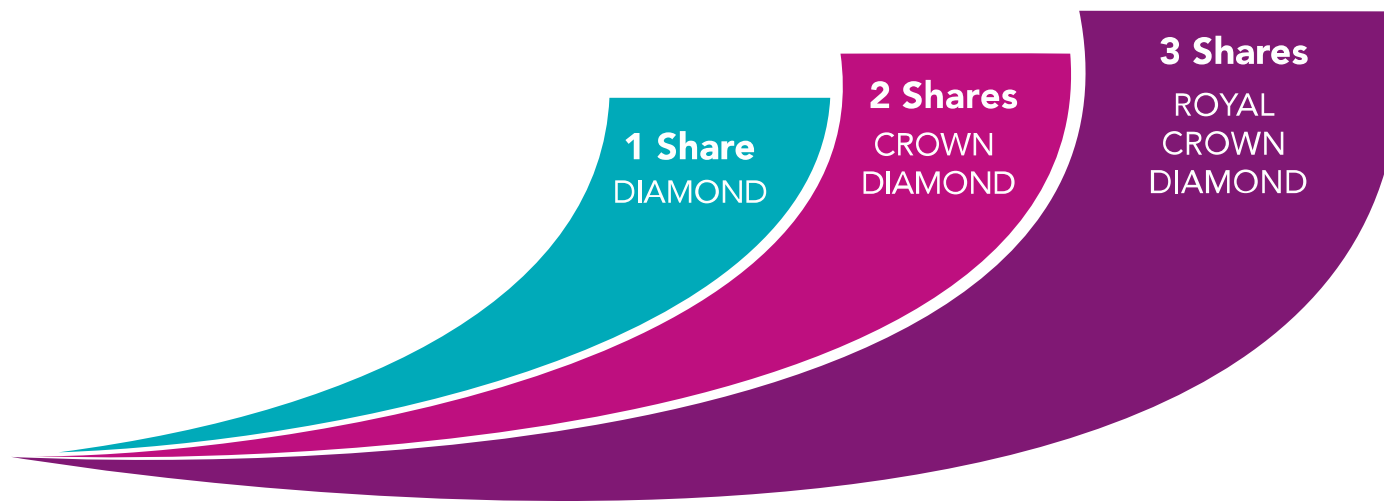 1 Share
DIAMOND
2 Shares
CROWN
DIAMOND
3 Shares
ROYAL
CROWN
DIAMOND